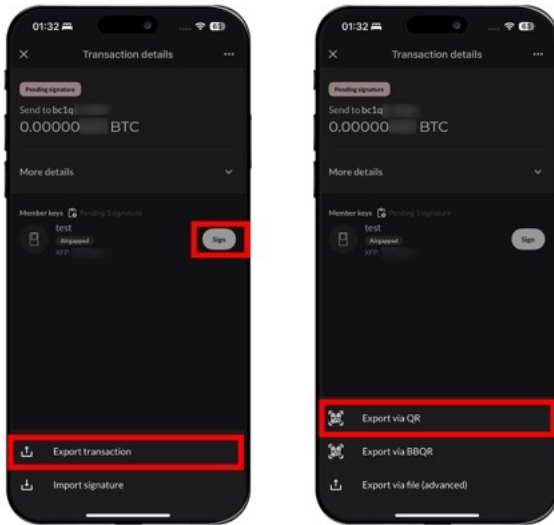 01:32
Transaction details
Pending signature
Send to bc1q
0.00000 BTC
More details
Member keys Pending 1 signature
test
Airgapped
XFP:
Sign
Export transaction
Import signature
01:32
Transaction details
Pending signature
Send to bc1q
0.00000 BTC
More details
Member keys Pending 1 signature
test
Airgapped
XFP:
Sign
Export via QR
Export via BBQR
Export via file (advanced)